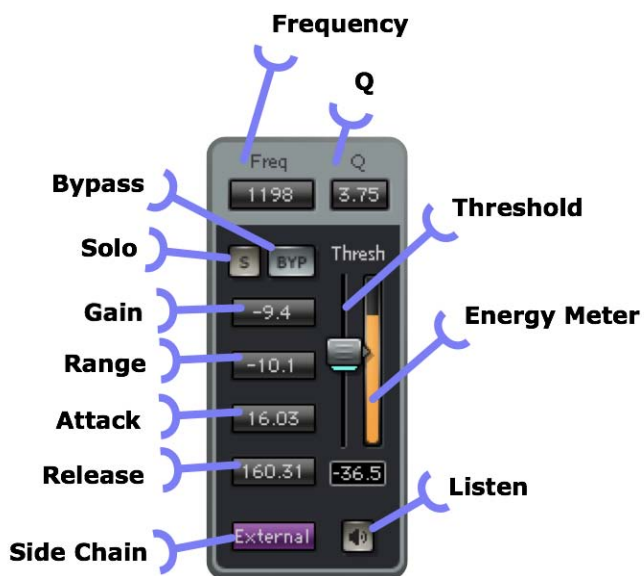 Frequency
Q
Freq Q
1198 3.75
Bypass
Threshold
Solo
S BYP Thresh
Gain
-9.4
Energy Meter
Range
-10.1
Attack
16.03
Release
160.31 -36.5
Listen
Side Chain
External